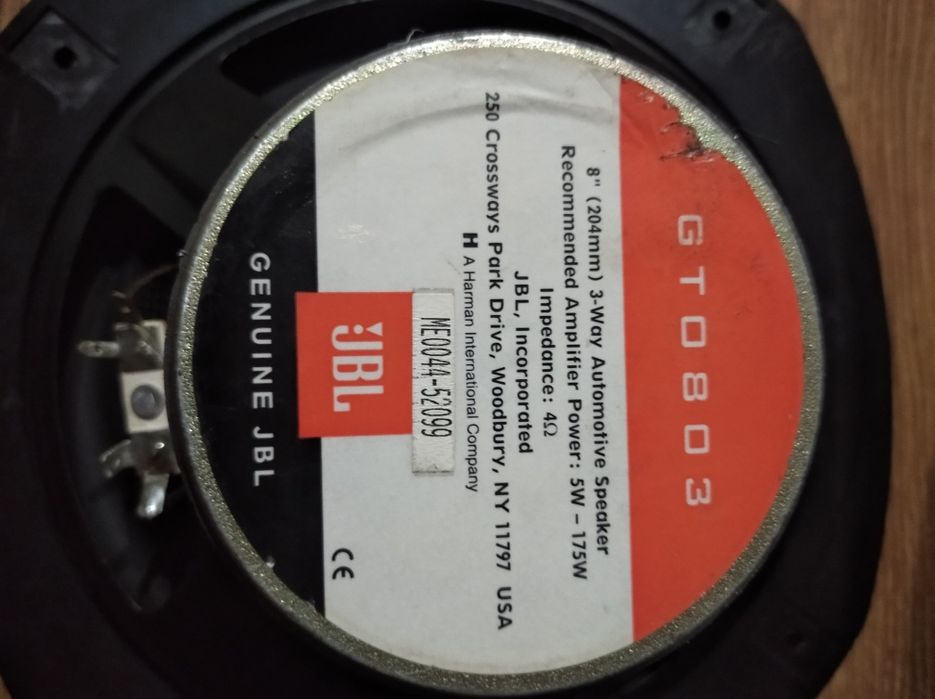 GTO803
8" (204mm) 3-Way Automotive Speaker
Recommended Amplifier Power: 5W – 175W
Impedance: 4Ω
JBL, Incorporated
250 Crossways Park Drive, Woodbury, NY 11797 USA
H A Harman International Company
ME0044-52099
JBL
CE
GENUINE JBL